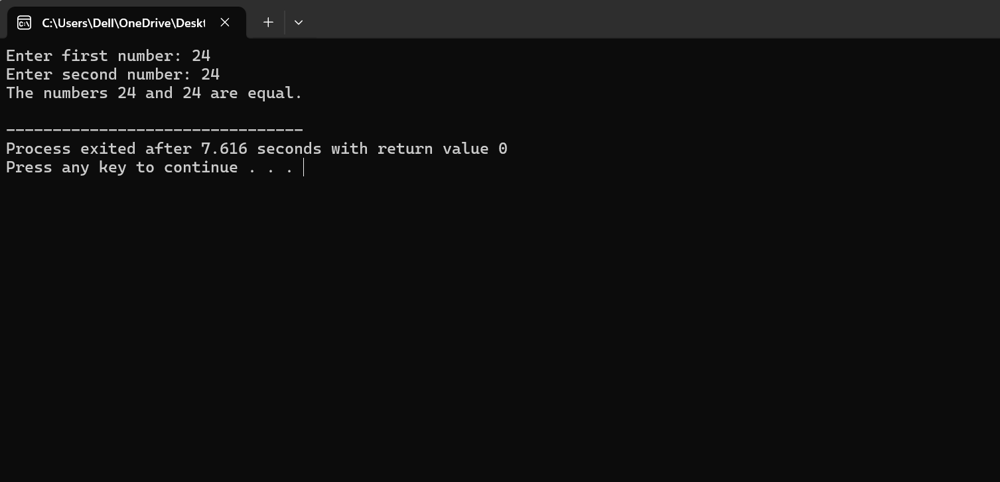 C:\Users\Dell\OneDrive\Deskt
Enter first number: 24
Enter second number: 24
The numbers 24 and 24 are equal.
--------------------------------
Process exited after 7.616 seconds with return value 0
Press any key to continue . . .